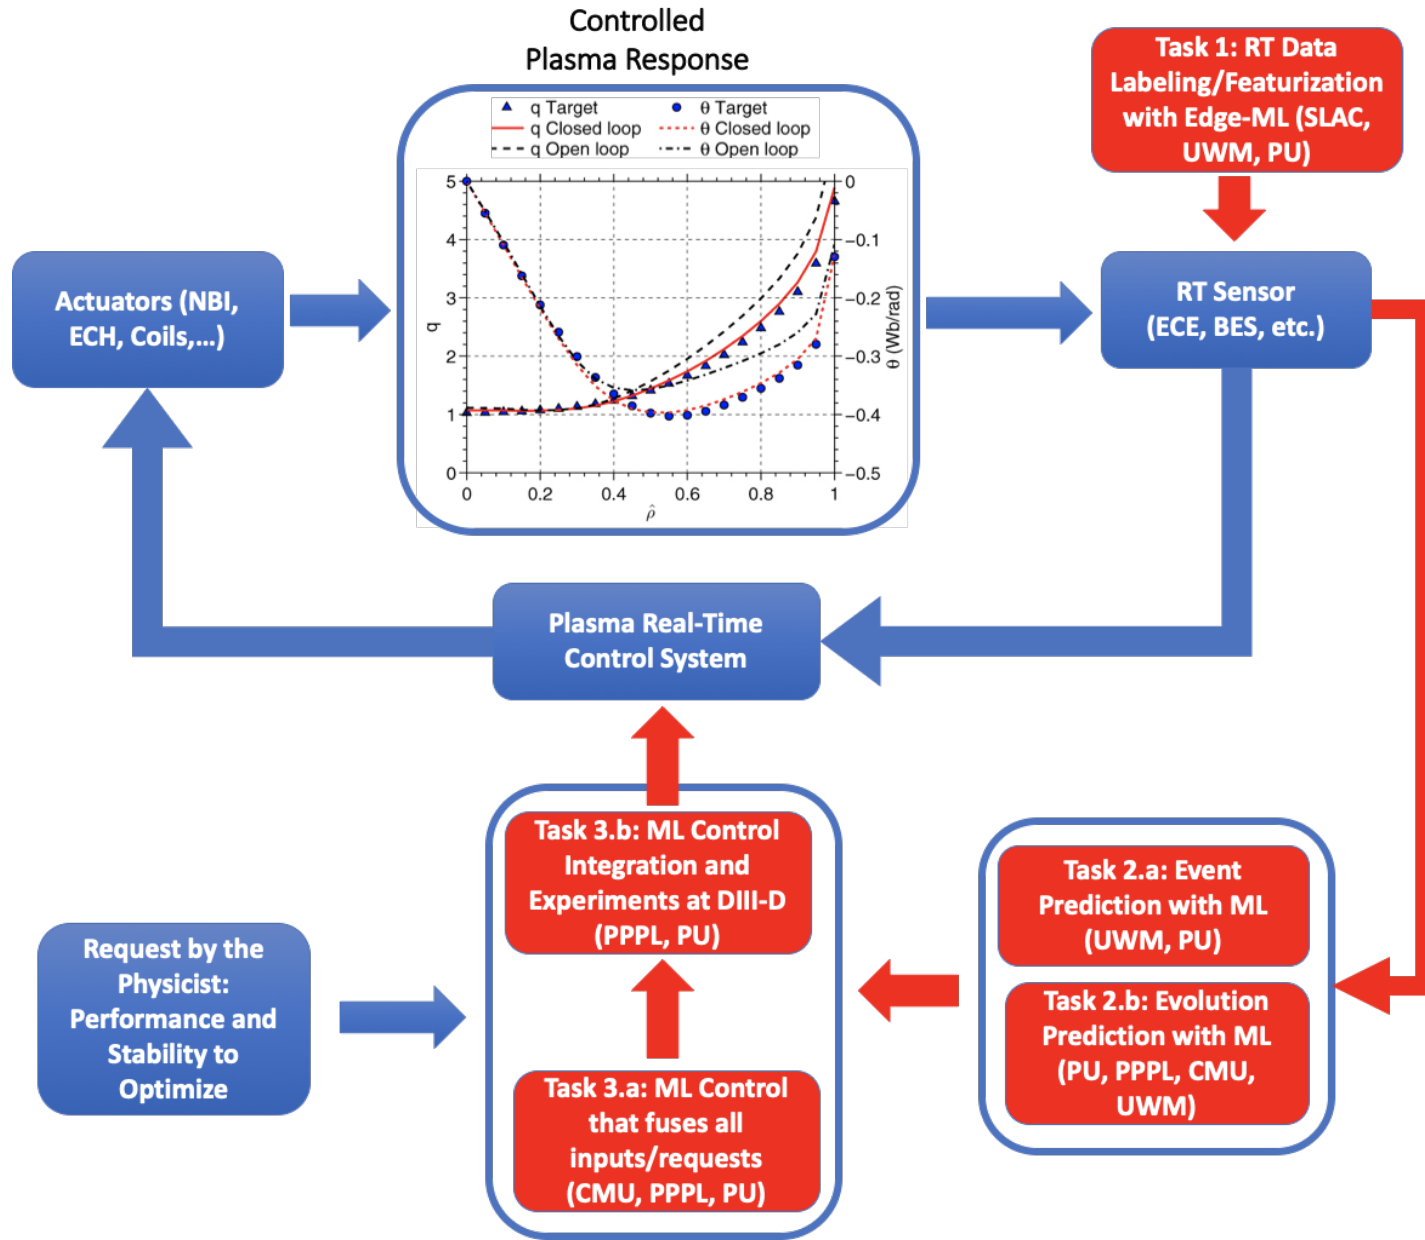 Controlled
Plasma Response
Task 1: RT Data
Labeling/Featurization
with Edge-ML (SLAC,
UWM, PU)
q Target
θ Target
q Closed loop
θ Closed loop
q Open loop
θ Open loop
q
5
4
3
2
1
0
0
0.2
0.4
0.6
0.8
1
ρ̂
0
−0.1
−0.2
−0.3
−0.4
−0.5
θ (Wb/rad)
Actuators (NBI,
ECH, Coils,...)
RT Sensor
(ECE, BES, etc.)
Plasma Real-Time
Control System
Task 3.b: ML Control
Integration and
Experiments at DIII-D
(PPPL, PU)
Task 2.a: Event
Prediction with ML
(UWM, PU)
Request by the
Physicist:
Performance and
Stability to
Optimize
Task 2.b: Evolution
Prediction with ML
(PU, PPPL, CMU,
UWM)
Task 3.a: ML Control
that fuses all
inputs/requests
(CMU, PPPL, PU)